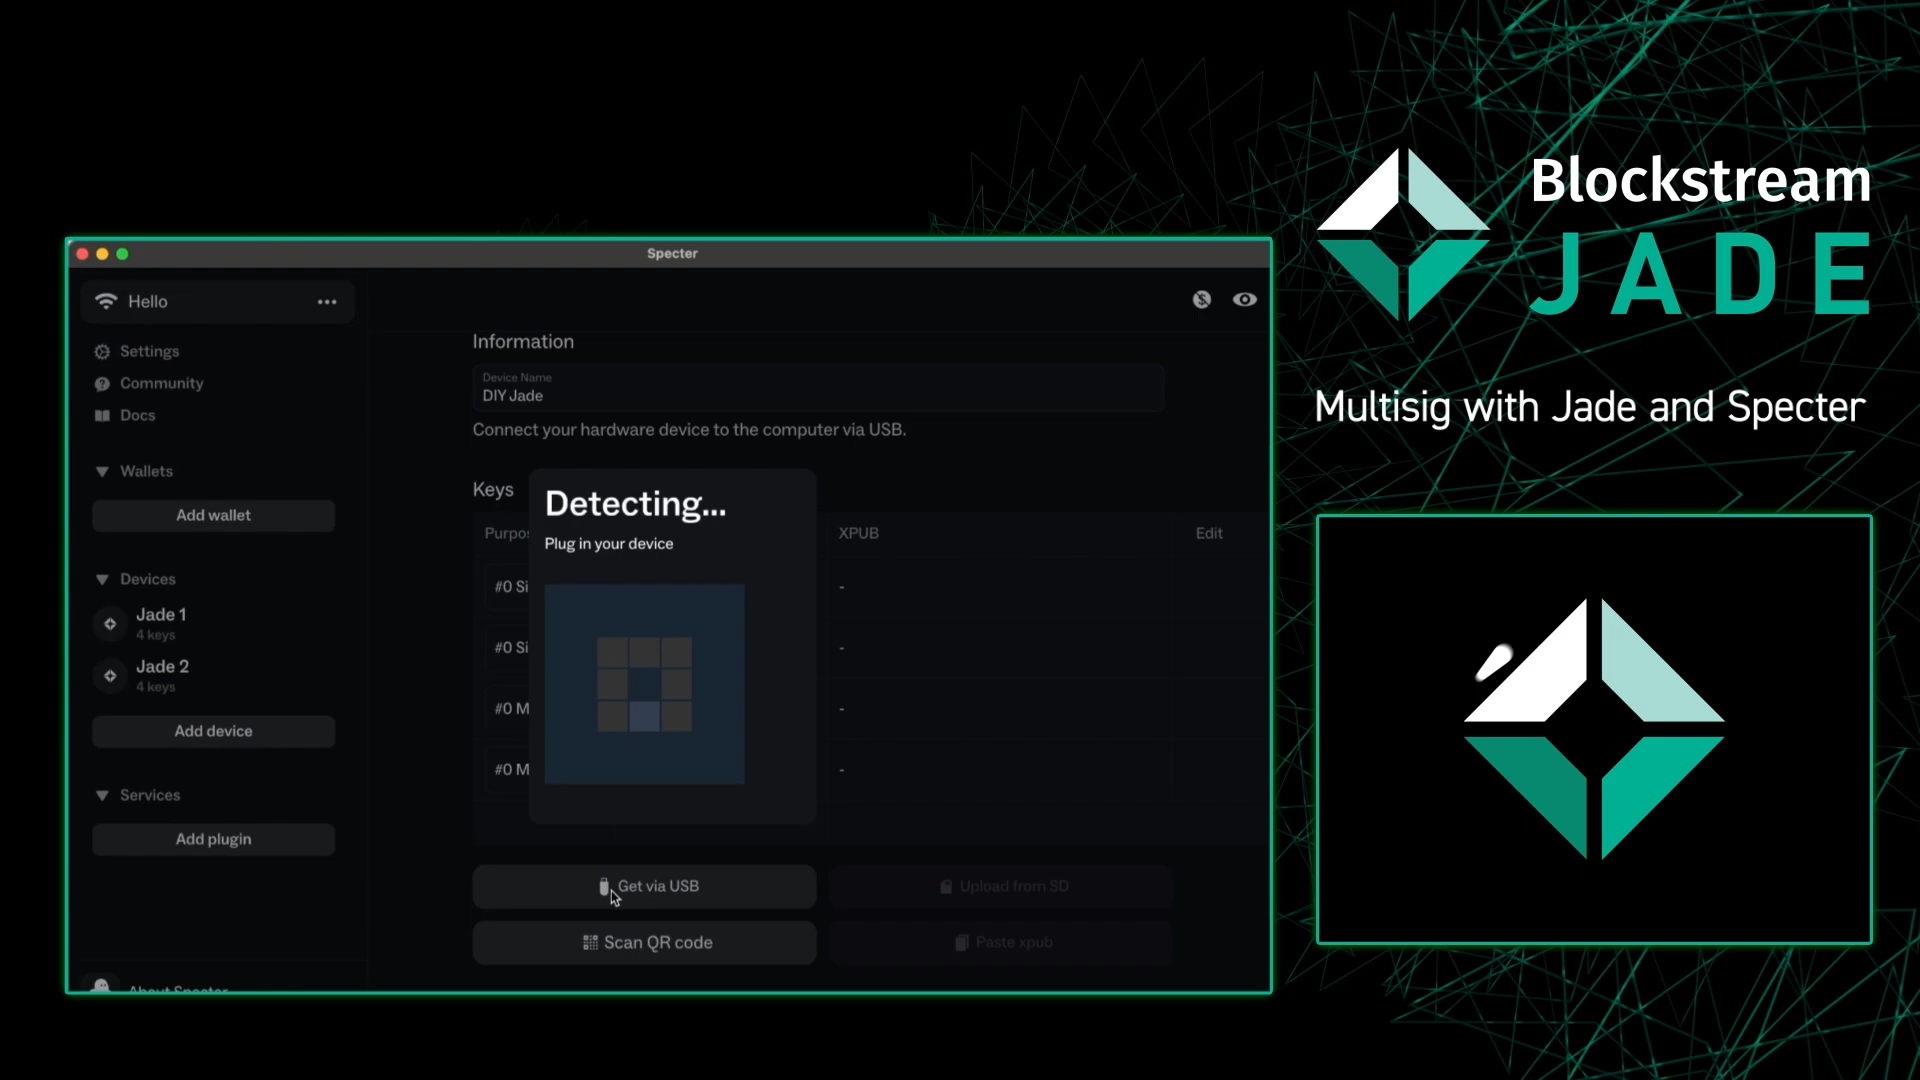 Specter
Hello
Settings
Community
Docs
Wallets
Add wallet
Devices
Jade 1
4 keys
Jade 2
4 keys
Add device
Services
Add plugin
About Specter
Information
Device Name
DIY Jade
Connect your hardware device to the computer via USB.
Keys
XPUB
Edit
#0 Si
-
#0 Si
-
#0 M
-
#0 M
-
Detecting...
Plug in your device
Get via USB
Upload from SD
Scan QR code
Paste xpub
Blockstream
JADE
Multisig with Jade and Specter